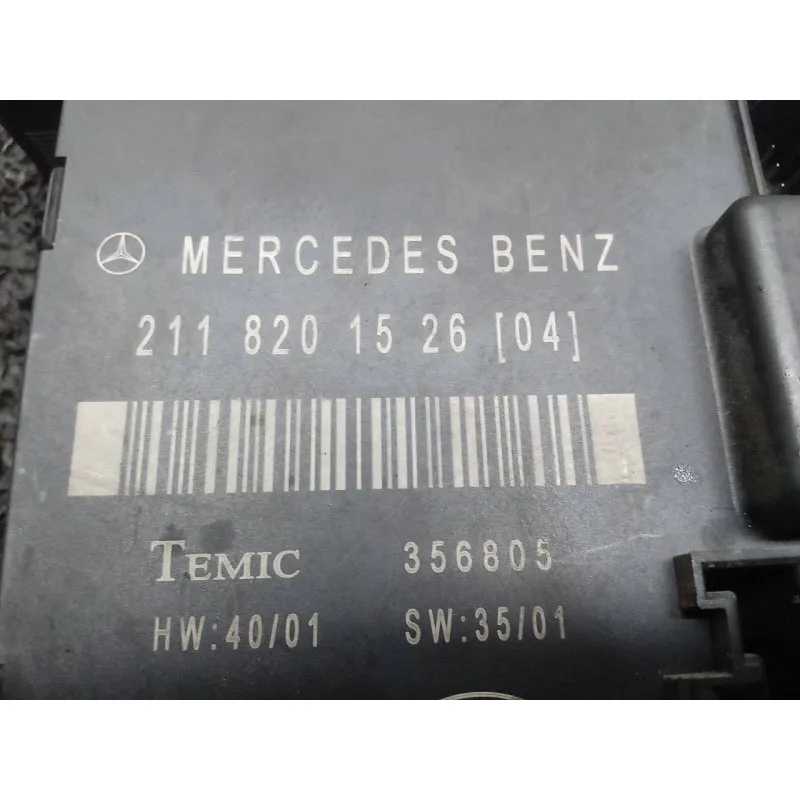 MERCEDES BENZ
211 820 15 26 [04]
TEMIC 356805
HW:40/01 SW:35/01